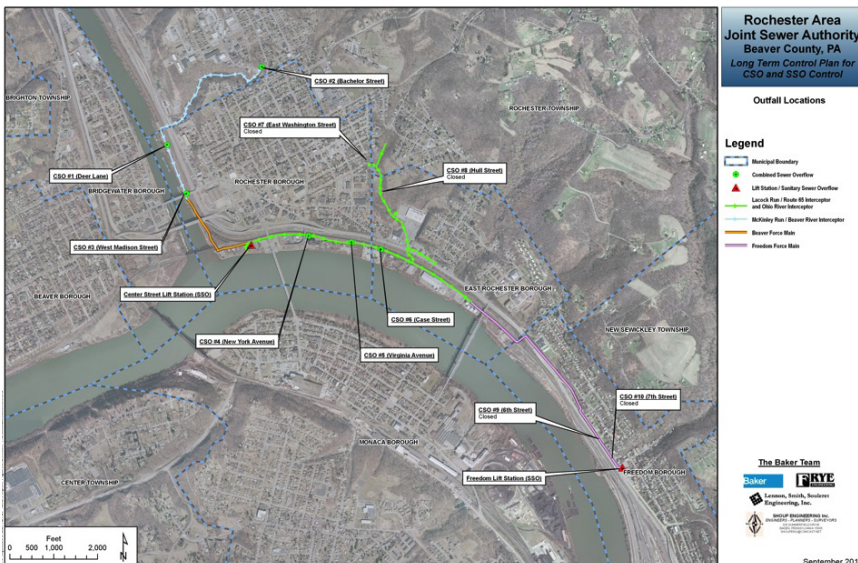 Rochester Area
Joint Sewer Authority
Beaver County, PA
Long Term Control Plan for
CSO and SSO Control
Outfall Locations
Legend
Municipal Boundary
Combined Sewer Overflow
Lift Station / Sanitary Sewer Overflow
Lacock Run / Route 65 Interceptor
and Ohio River Interceptor
McKinley Run / Beaver River Interceptor
Beaver Force Main
Freedom Force Main
CSO #2 (Bachelor Street)
BRIGHTON TOWNSHIP
ROCHESTER TOWNSHIP
CSO #7 (East Washington Street)
Closed
CSO #8 (Hull Street)
Closed
CSO #1 (Deer Lane)
ROCHESTER BOROUGH
BRIDGEWATER BOROUGH
CSO #3 (West Madison Street)
BEAVER BOROUGH
Center Street Lift Station (SSO)
EAST ROCHESTER BOROUGH
CSO #6 (Case Street)
NEW SEWICKLEY TOWNSHIP
CSO #4 (New York Avenue)
CSO #5 (Virginia Avenue)
CSO #10 (7th Street)
Closed
CSO #9 (6th Street)
Closed
MONACA BOROUGH
CENTER TOWNSHIP
Freedom Lift Station (SSO)
FREEDOM BOROUGH
Feet
0 500 1,000 2,000
N
The Baker Team
Baker
FRYE
Lennon, Smith, Souleret
Engineering, Inc.
SHOUP ENGINEERING Inc.
ENGINEERS - PLANNERS - SURVEYORS
September 201